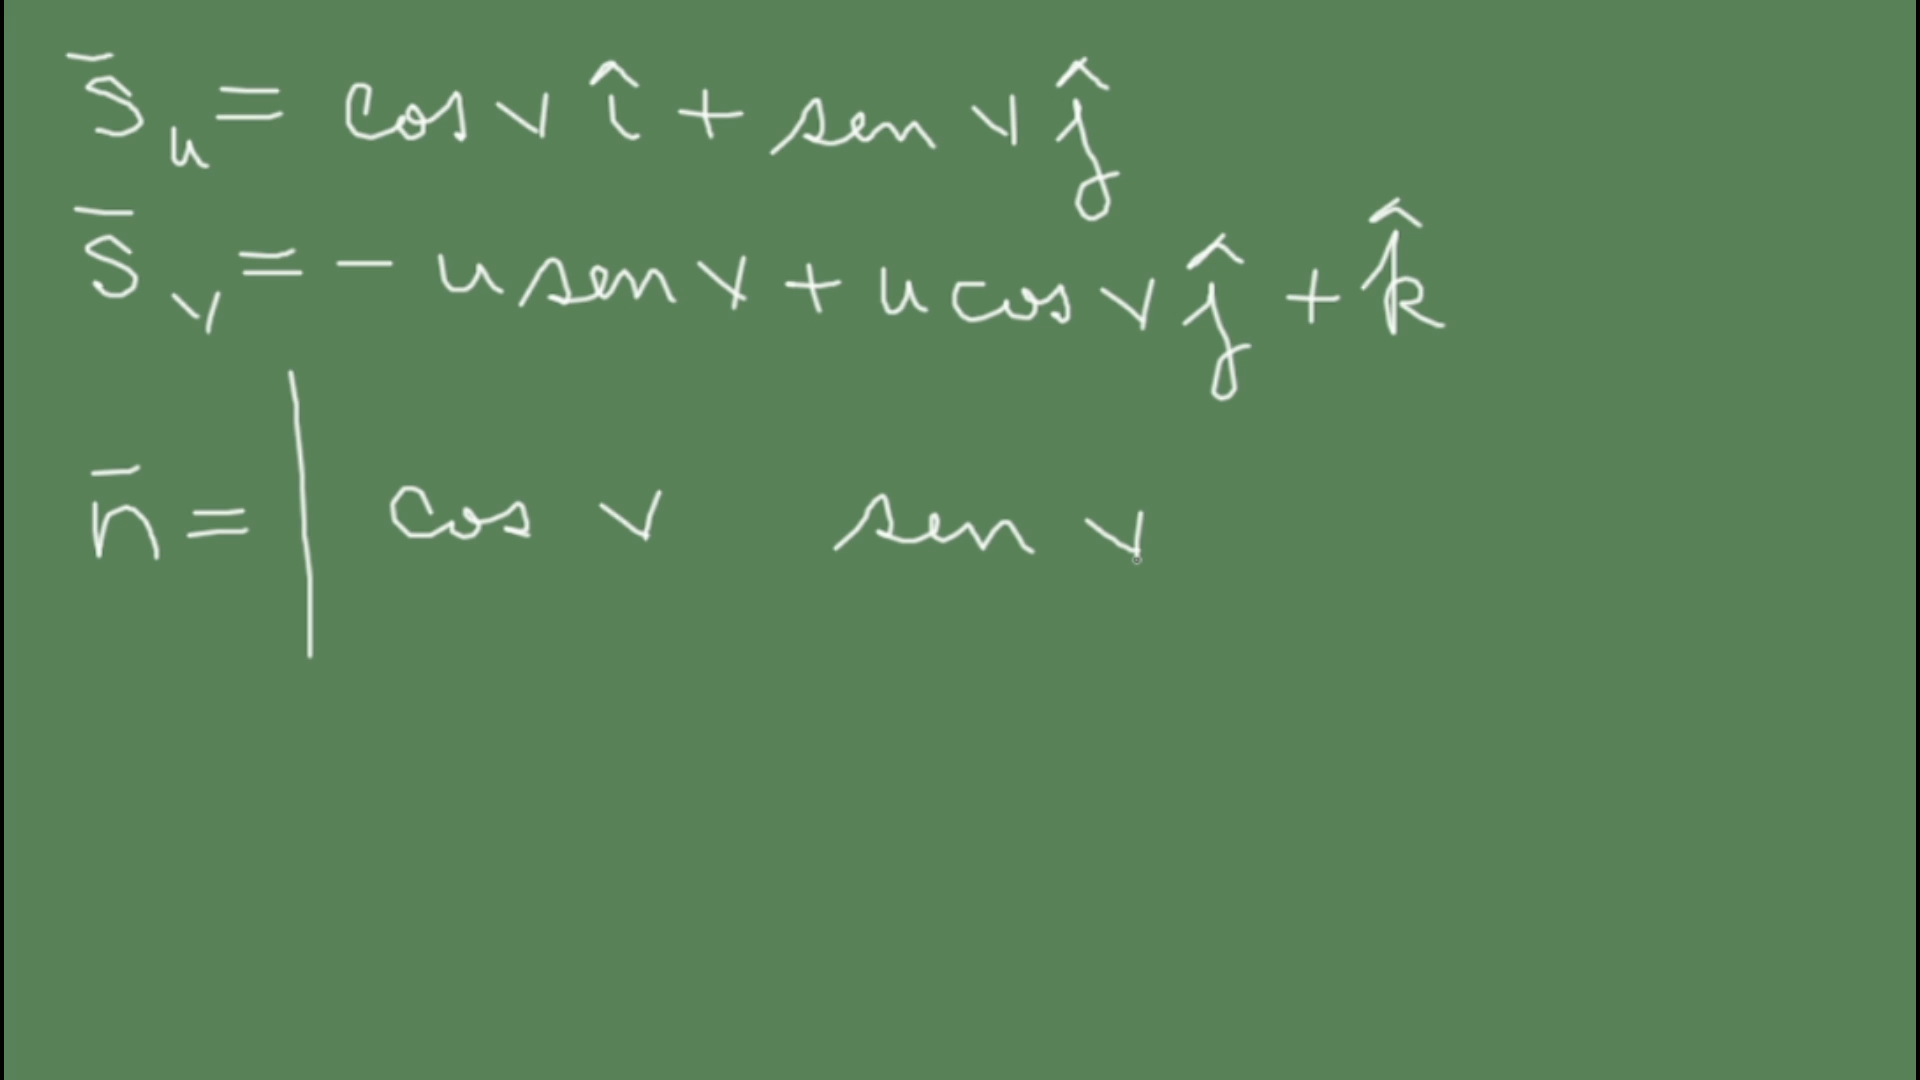 s̄ᵤ = cos v î + sen v ĵ
s̄ᵥ = - u sen v + u cos v ĵ + k̂
n̄ = | cos v sen v